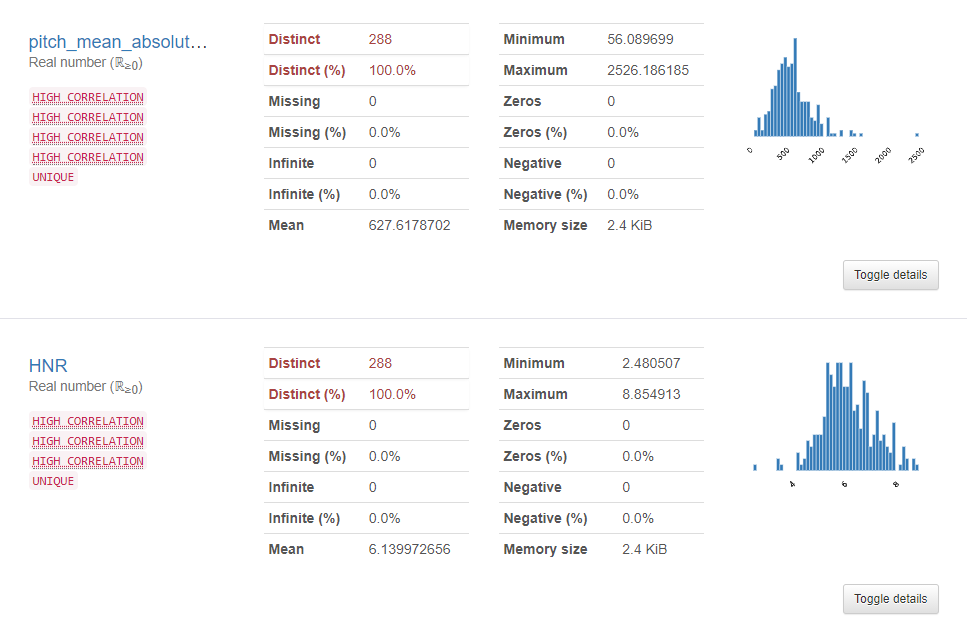 pitch_mean_absolut…
Real number (ℝ≥0)
HIGH CORRELATION
HIGH CORRELATION
HIGH CORRELATION
HIGH CORRELATION
UNIQUE
Distinct 288
Distinct (%) 100.0%
Missing 0
Missing (%) 0.0%
Infinite 0
Infinite (%) 0.0%
Mean 627.6178702
Minimum 56.089699
Maximum 2526.186185
Zeros 0
Zeros (%) 0.0%
Negative 0
Negative (%) 0.0%
Memory size 2.4 KiB
0 500 1000 1500 2000 2500
Toggle details
HNR
Real number (ℝ≥0)
HIGH CORRELATION
HIGH CORRELATION
HIGH CORRELATION
UNIQUE
Distinct 288
Distinct (%) 100.0%
Missing 0
Missing (%) 0.0%
Infinite 0
Infinite (%) 0.0%
Mean 6.139972656
Minimum 2.480507
Maximum 8.854913
Zeros 0
Zeros (%) 0.0%
Negative 0
Negative (%) 0.0%
Memory size 2.4 KiB
4 6 8
Toggle details